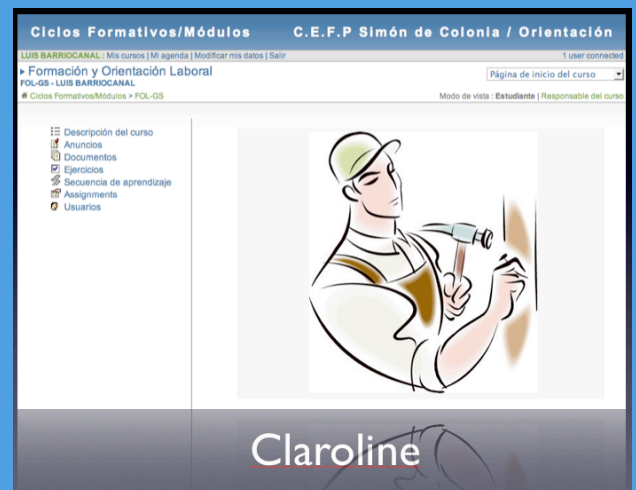 Ciclos Formativos/Módulos C.E.F.P Simón de Colonia / Orientación
LUIS BARRIOCANAL : Mis cursos | Mi agenda | Modificar mis datos | Salir 1 user connected
Formación y Orientación Laboral
FOL-GS - LUIS BARRIOCANAL
Página de inicio del curso
Ciclos Formativos/Módulos > FOL-GS Modo de vista : Estudiante | Responsable del curso
Descripción del curso
Anuncios
Documentos
Ejercicios
Secuencia de aprendizaje
Assignments
Usuarios
Claroline